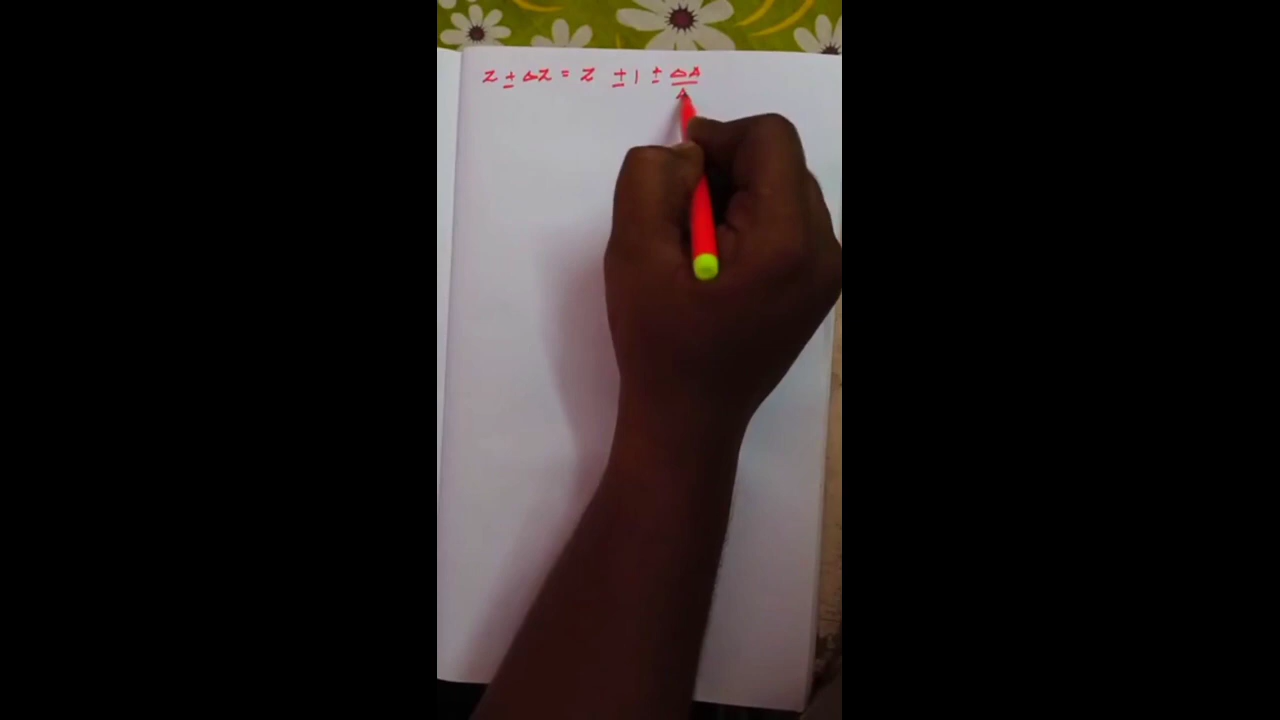 Z ± ΔZ = Z ± 1 ± ΔA/A